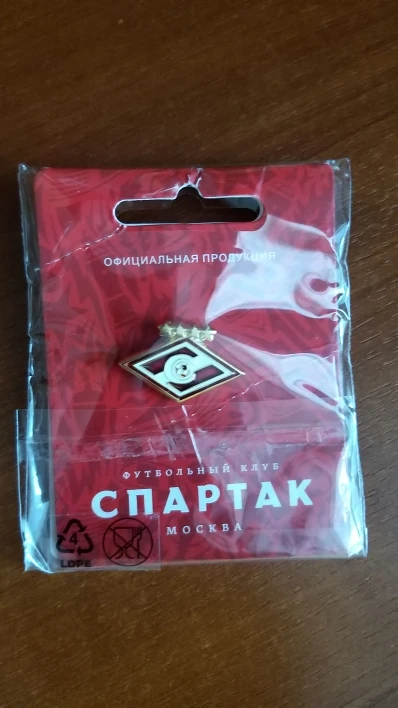 ОФИЦИАЛЬНАЯ ПРОДУКЦИЯ
ФУТБОЛЬНЫЙ КЛУБ
СПАРТАК
МОСКВА
4
LDPE